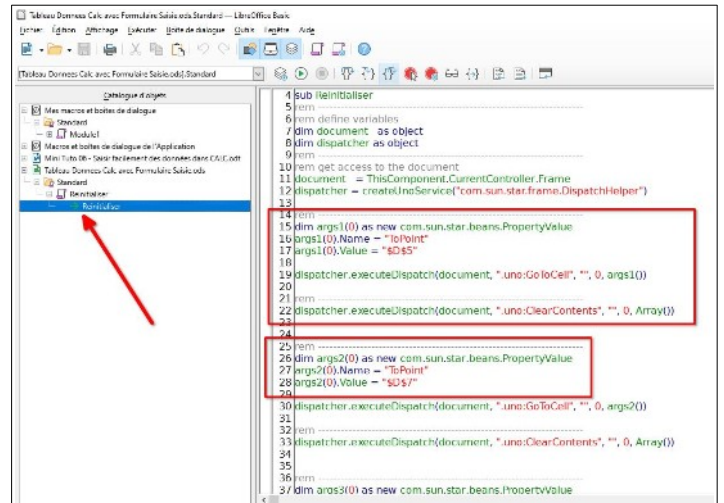 Tableau Donnees Calc avec Formulaire Saisie.ods.Standard — LibreOffice Basic
Fichier Édition Affichage Exécuter Boîte de dialogue Outils Fenêtre Aide
[Tableau Donnees Calc avec Formulaire Saisie.ods].Standard
Catalogue d'objets
Mes macros et boîtes de dialogue
Standard
Module1
Macros et boîtes de dialogue de l'Application
Mini Tuto 06 - Saisir facilement des données dans CALC.odt
Tableau Donnees Calc avec Formulaire Saisie.ods
Standard
Reinitialiser
Reinitialiser
4 sub Reinitialiser
5 rem ----------------------------------------------------------------------
6 rem define variables
7 dim document as object
8 dim dispatcher as object
9 rem ----------------------------------------------------------------------
10 rem get access to the document
11 document = ThisComponent.CurrentController.Frame
12 dispatcher = createUnoService("com.sun.star.frame.DispatchHelper")
13
14 rem ----------------------------------------------------------------------
15 dim args1(0) as new com.sun.star.beans.PropertyValue
16 args1(0).Name = "ToPoint"
17 args1(0).Value = "$D$5"
18
19 dispatcher.executeDispatch(document, ".uno:GoToCell", "", 0, args1())
20
21 rem ----------------------------------------------------------------------
22 dispatcher.executeDispatch(document, ".uno:ClearContents", "", 0, Array())
23
24
25 rem ----------------------------------------------------------------------
26 dim args2(0) as new com.sun.star.beans.PropertyValue
27 args2(0).Name = "ToPoint"
28 args2(0).Value = "$D$7"
29
30 dispatcher.executeDispatch(document, ".uno:GoToCell", "", 0, args2())
31
32 rem ----------------------------------------------------------------------
33 dispatcher.executeDispatch(document, ".uno:ClearContents", "", 0, Array())
34
35
36 rem ----------------------------------------------------------------------
37 dim args3(0) as new com.sun.star.beans.PropertyValue